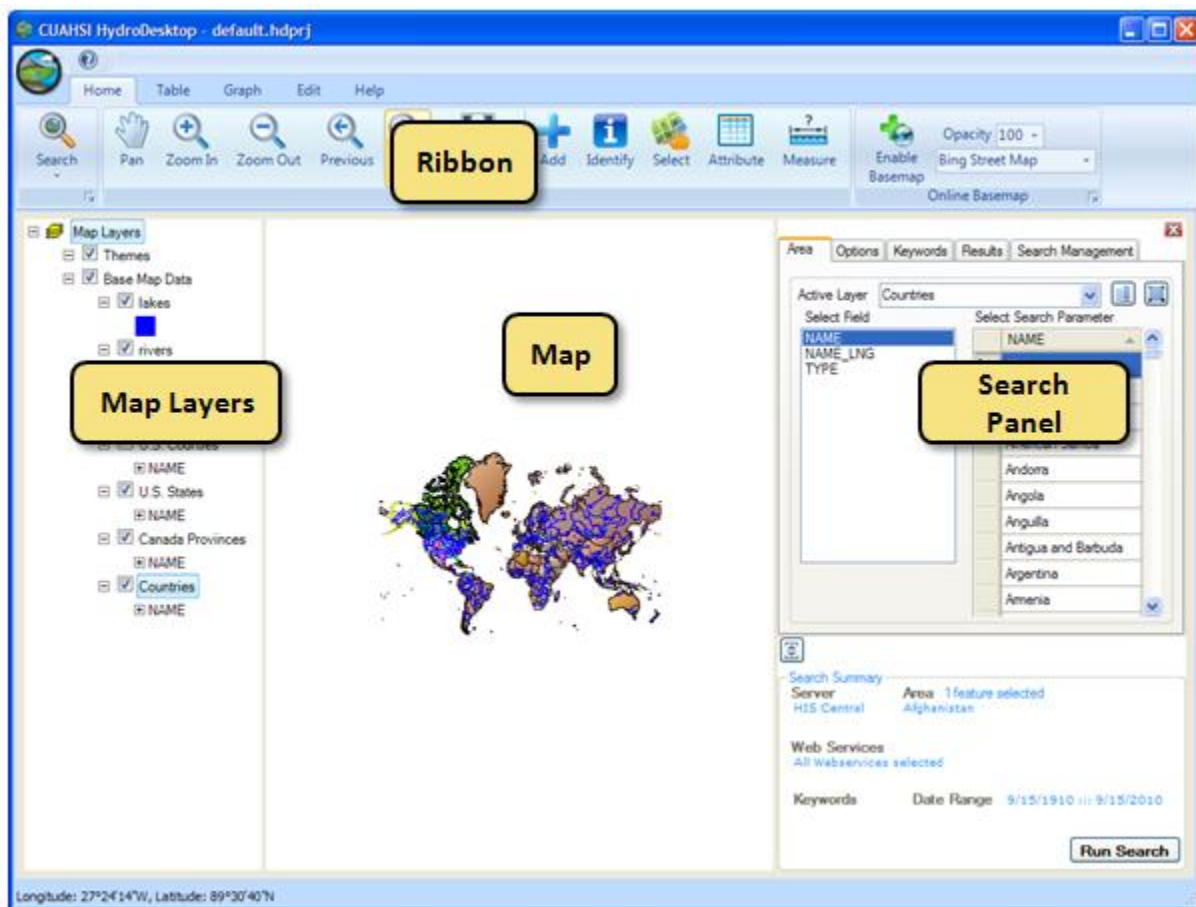 CUAHSI HydroDesktop - default.hdprj
Home Table Graph Edit Help
Search Pan Zoom In Zoom Out Previous Add Identify Select Attribute Measure Enable Basemap
Opacity 100
Bing Street Map
Online Basemap
Ribbon
Map Layers
Themes
Base Map Data
lakes
rivers
Map Layers
U.S. Counties
NAME
U.S. States
NAME
Canada Provinces
NAME
Countries
NAME
Map
Area Options Keywords Results Search Management
Active Layer Countries
Select Field
NAME
NAME_LNG
TYPE
Select Search Parameter
NAME
Search
Panel
American Samoa
Andorra
Angola
Anguilla
Antigua and Barbuda
Argentina
Armenia
Search Summary
Server Area 1 feature selected
HIS Central Afghanistan
Web Services
All Webservices selected
Keywords Date Range 9/15/1910 ::: 9/15/2010
Run Search
Longitude: 27°24'14"W, Latitude: 89°30'40"N